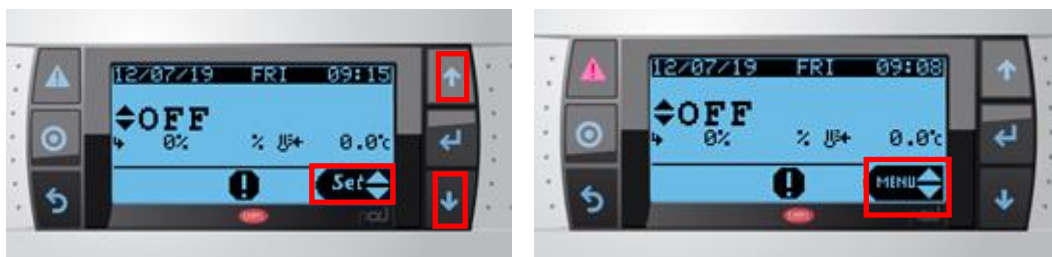 12/07/19 FRI 09:15
OFF
0% % 0.0°c
Set
12/07/19 FRI 09:08
OFF
0% % 0.0°c
MENU